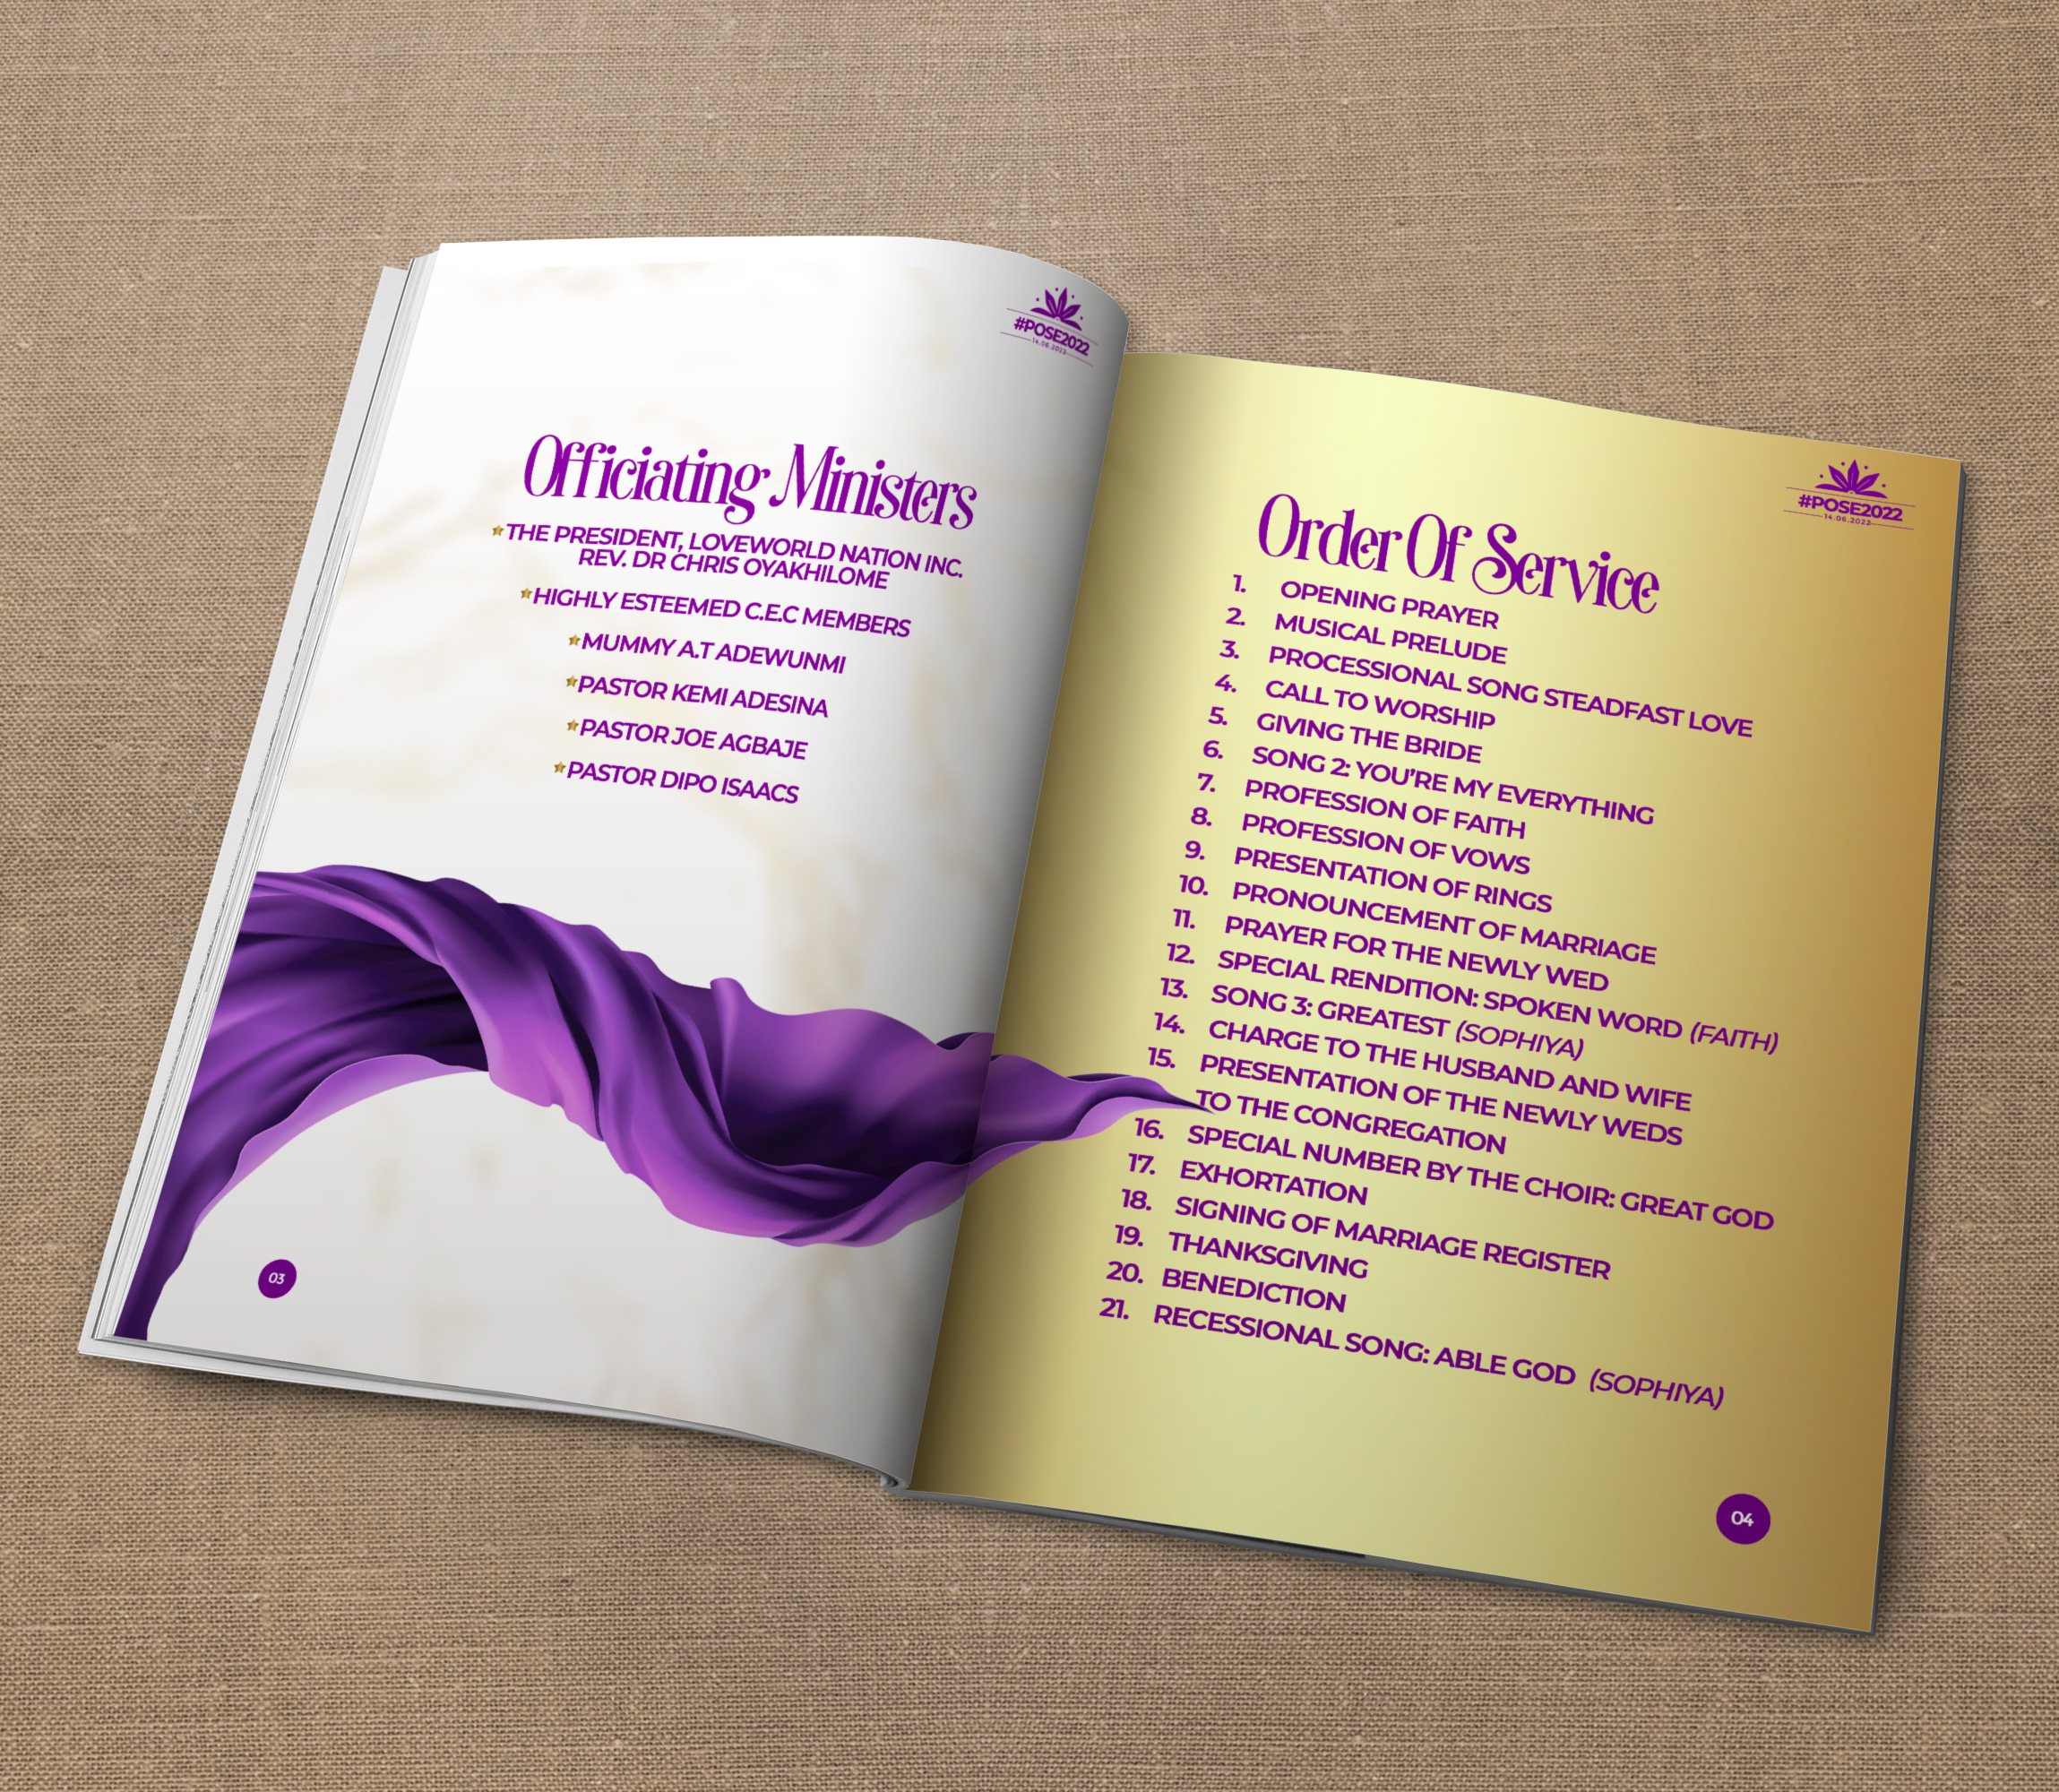 #POSE2022
14.06.2022
Officiating Ministers
THE PRESIDENT, LOVEWORLD NATION INC.
REV. DR CHRIS OYAKHILOME
HIGHLY ESTEEMED C.E.C MEMBERS
MUMMY A.T ADEWUNMI
PASTOR KEMI ADESINA
PASTOR JOE AGBAJE
PASTOR DIPO ISAACS
03
#POSE2022
14.06.2022
Order Of Service
1. OPENING PRAYER
2. MUSICAL PRELUDE
3. PROCESSIONAL SONG STEADFAST LOVE
4. CALL TO WORSHIP
5. GIVING THE BRIDE
6. SONG 2: YOU'RE MY EVERYTHING
7. PROFESSION OF FAITH
8. PROFESSION OF VOWS
9. PRESENTATION OF RINGS
10. PRONOUNCEMENT OF MARRIAGE
11. PRAYER FOR THE NEWLY WED
12. SPECIAL RENDITION: SPOKEN WORD (FAITH)
13. SONG 3: GREATEST (SOPHIYA)
14. CHARGE TO THE HUSBAND AND WIFE
15. PRESENTATION OF THE NEWLY WEDS
TO THE CONGREGATION
16. SPECIAL NUMBER BY THE CHOIR: GREAT GOD
17. EXHORTATION
18. SIGNING OF MARRIAGE REGISTER
19. THANKSGIVING
20. BENEDICTION
21. RECESSIONAL SONG: ABLE GOD (SOPHIYA)
04